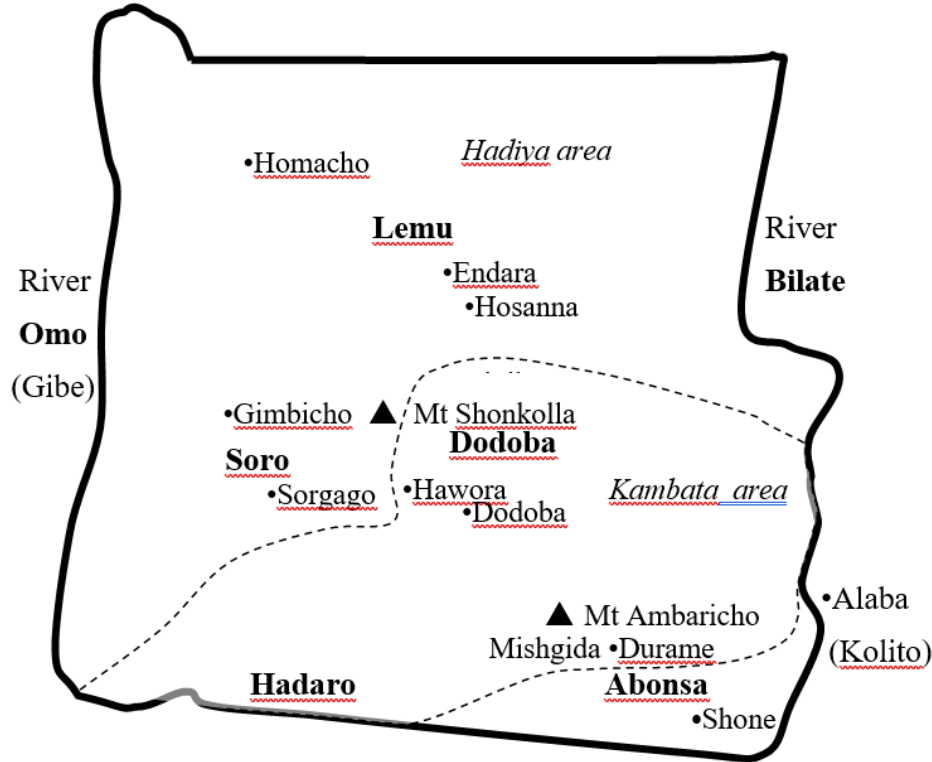 •Homacho
Hadiya area
Lemu
River
Bilate
•Endara
•Hosanna
River
Omo
(Gibe)
•Gimbicho
Mt Shonkolla
Dodoba
Soro
•Sorgago
•Hawora
•Dodoba
Kambata area
•Alaba
(Kolito)
Mt Ambaricho
Mishgida •Durame
Hadaro
Abonsa
•Shone